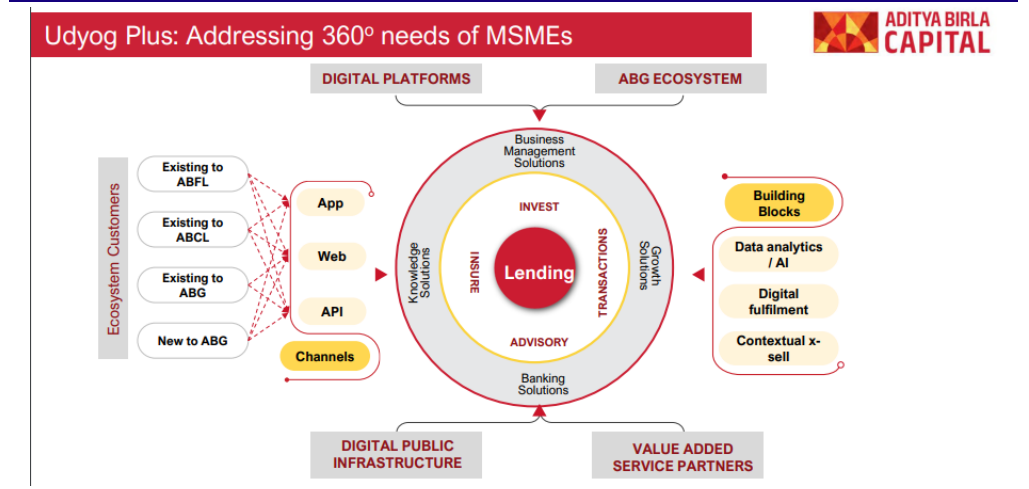 Udyog Plus: Addressing 360º needs of MSMEs
ADITYA BIRLA
CAPITAL
DIGITAL PLATFORMS
ABG ECOSYSTEM
Ecosystem Customers
Existing to
ABFL
Existing to
ABCL
Existing to
ABG
New to ABG
App
Web
API
Channels
Business
Management
Solutions
Knowledge
Solutions
Growth
Solutions
Banking
Solutions
INVEST
INSURE
TRANSACTIONS
ADVISORY
Lending
Building
Blocks
Data analytics
/ AI
Digital
fulfilment
Contextual x-
sell
DIGITAL PUBLIC
INFRASTRUCTURE
VALUE ADDED
SERVICE PARTNERS